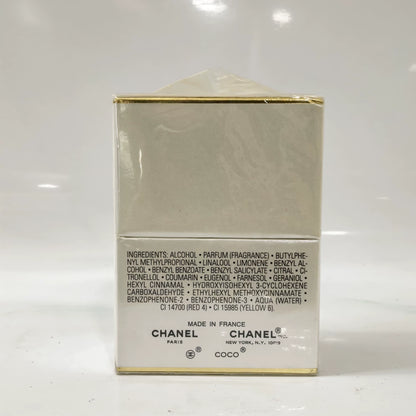 INGREDIENTS: ALCOHOL • PARFUM (FRAGRANCE) • BUTYLPHE-
NYL METHYLPROPIONAL • LINALOOL • LIMONENE • BENZYL AL-
COHOL • BENZYL BENZOATE • BENZYL SALICYLATE • CITRAL • CI-
TRONELLOL • COUMARIN • EUGENOL • FARNESOL • GERANIOL •
HEXYL CINNAMAL • HYDROXYISOHEXYL 3-CYCLOHEXENE
CARBOXALDEHYDE • ETHYLHEXYL METHOXYCINNAMATE •
BENZOPHENONE-2 • BENZOPHENONE-3 • AQUA (WATER) •
CI 14700 (RED 4) • CI 15985 (YELLOW 6).
MADE IN FRANCE
CHANEL CHANEL®
PARIS NEW YORK, N.Y.
® COCO®